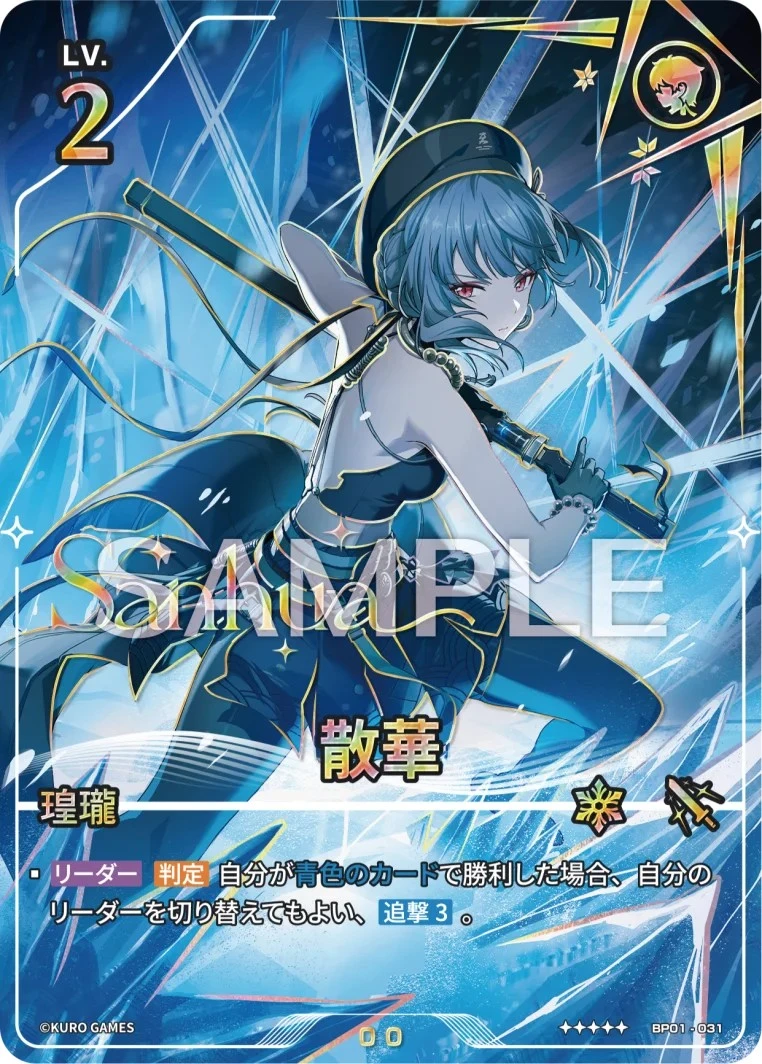 LV.
2
Sanhua
SAMPLE
散華
瑝瓏
▪ リーダー 判定 自分が青色のカードで勝利した場合、自分の
リーダーを切り替えてもよい、 追撃 3 。
©KURO GAMES
00
BP01 - 031